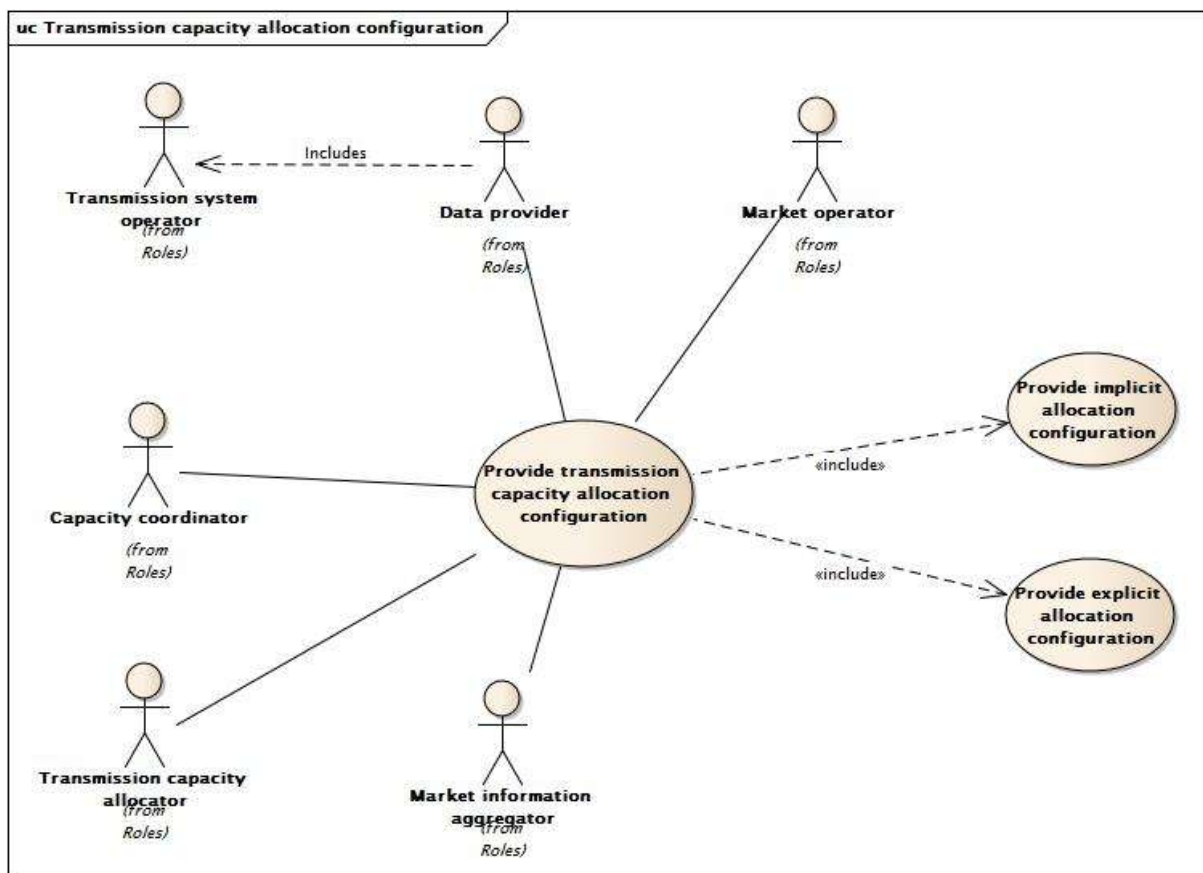 uc Transmission capacity allocation configuration
Includes
Transmission system
operator
(from
Roles)
Data provider
(from
Roles)
Market operator
(from
Roles)
Provide implicit
allocation
configuration
«include»
Provide transmission
capacity allocation
configuration
Capacity coordinator
(from
Roles)
«include»
Provide explicit
allocation
configuration
Transmission capacity
allocator
(from
Roles)
Market information
aggregator
(from
Roles)